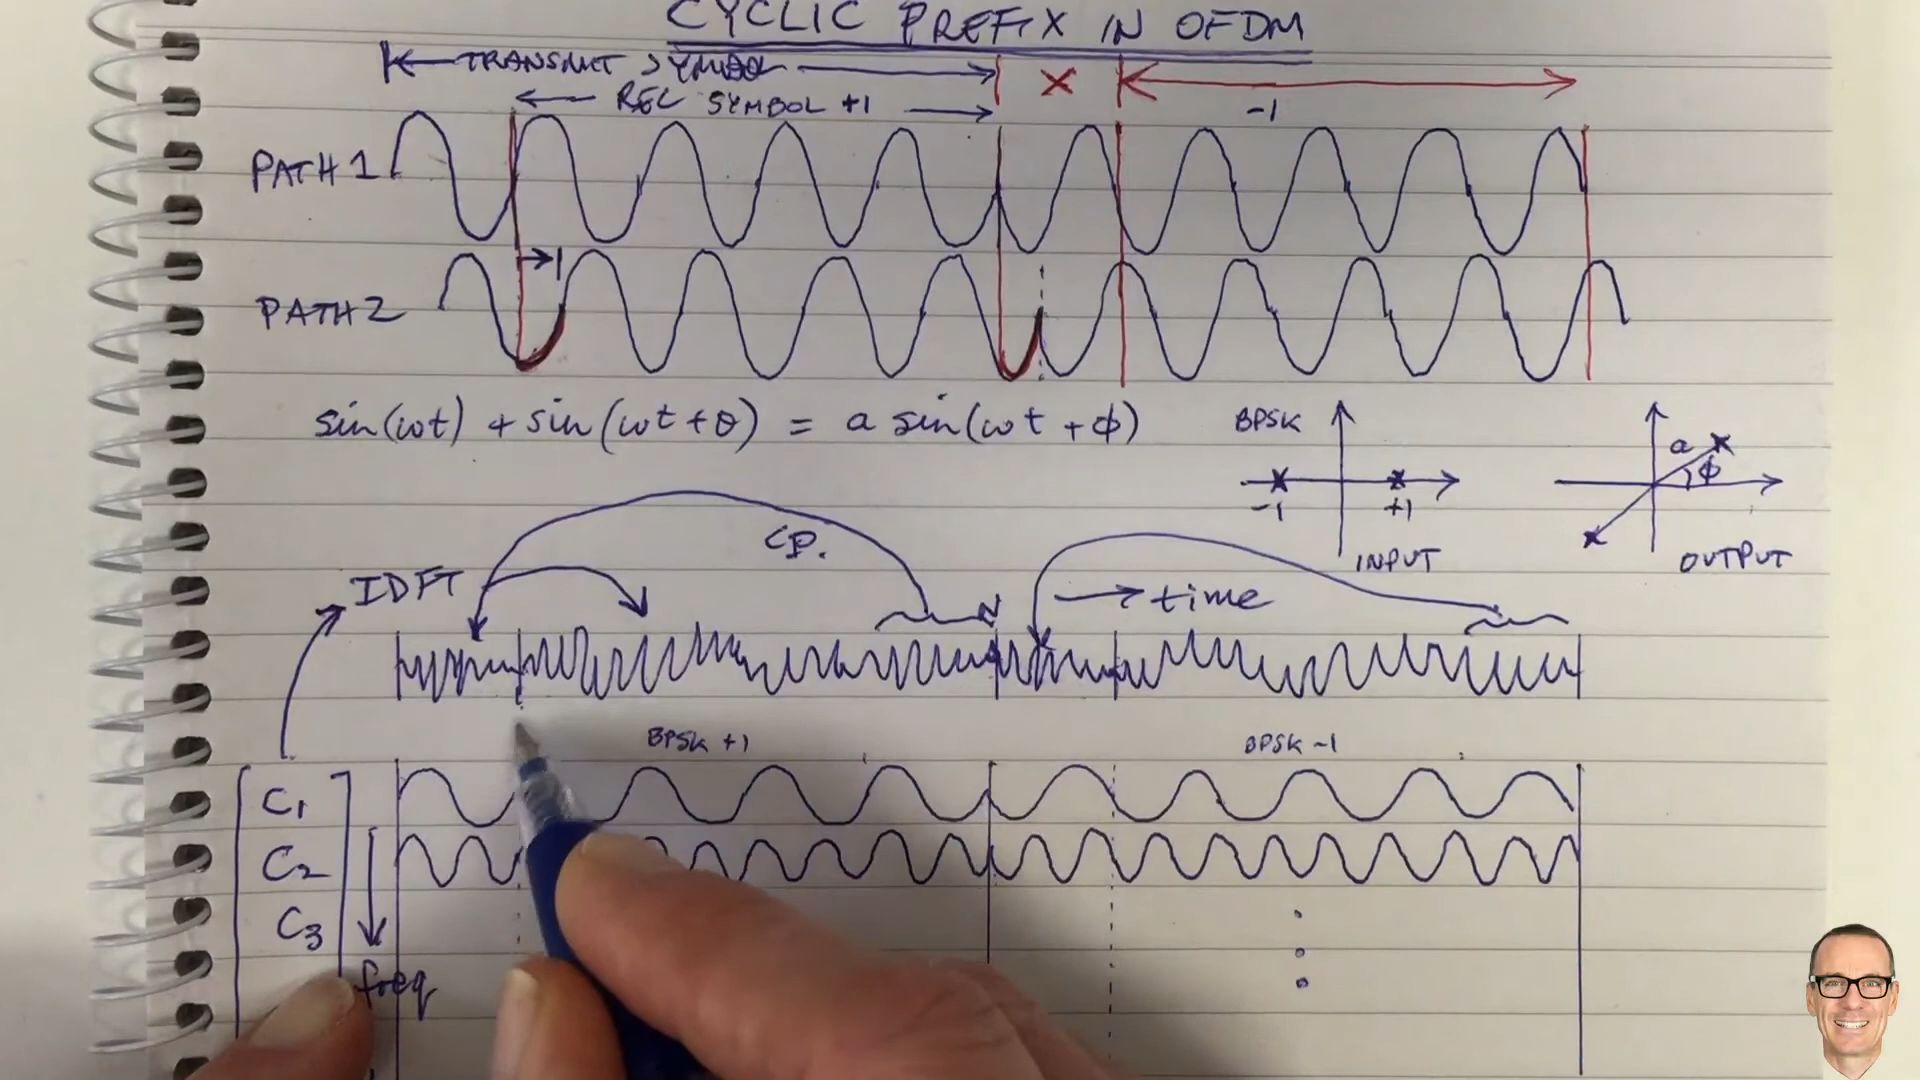 CYCLIC PREFIX IN OFDM
TRANSMIT SYMBOL
X
REC SYMBOL +1
-1
PATH 1
1
PATH 2
sin(ωt) + sin(ωt+θ) = a sin(ωt+ϕ)
BPSK
-1
+1
INPUT
a
ϕ
OUTPUT
C.P.
IDFT
N
time
BPSK +1
BPSK -1
C1
C2
C3
freq